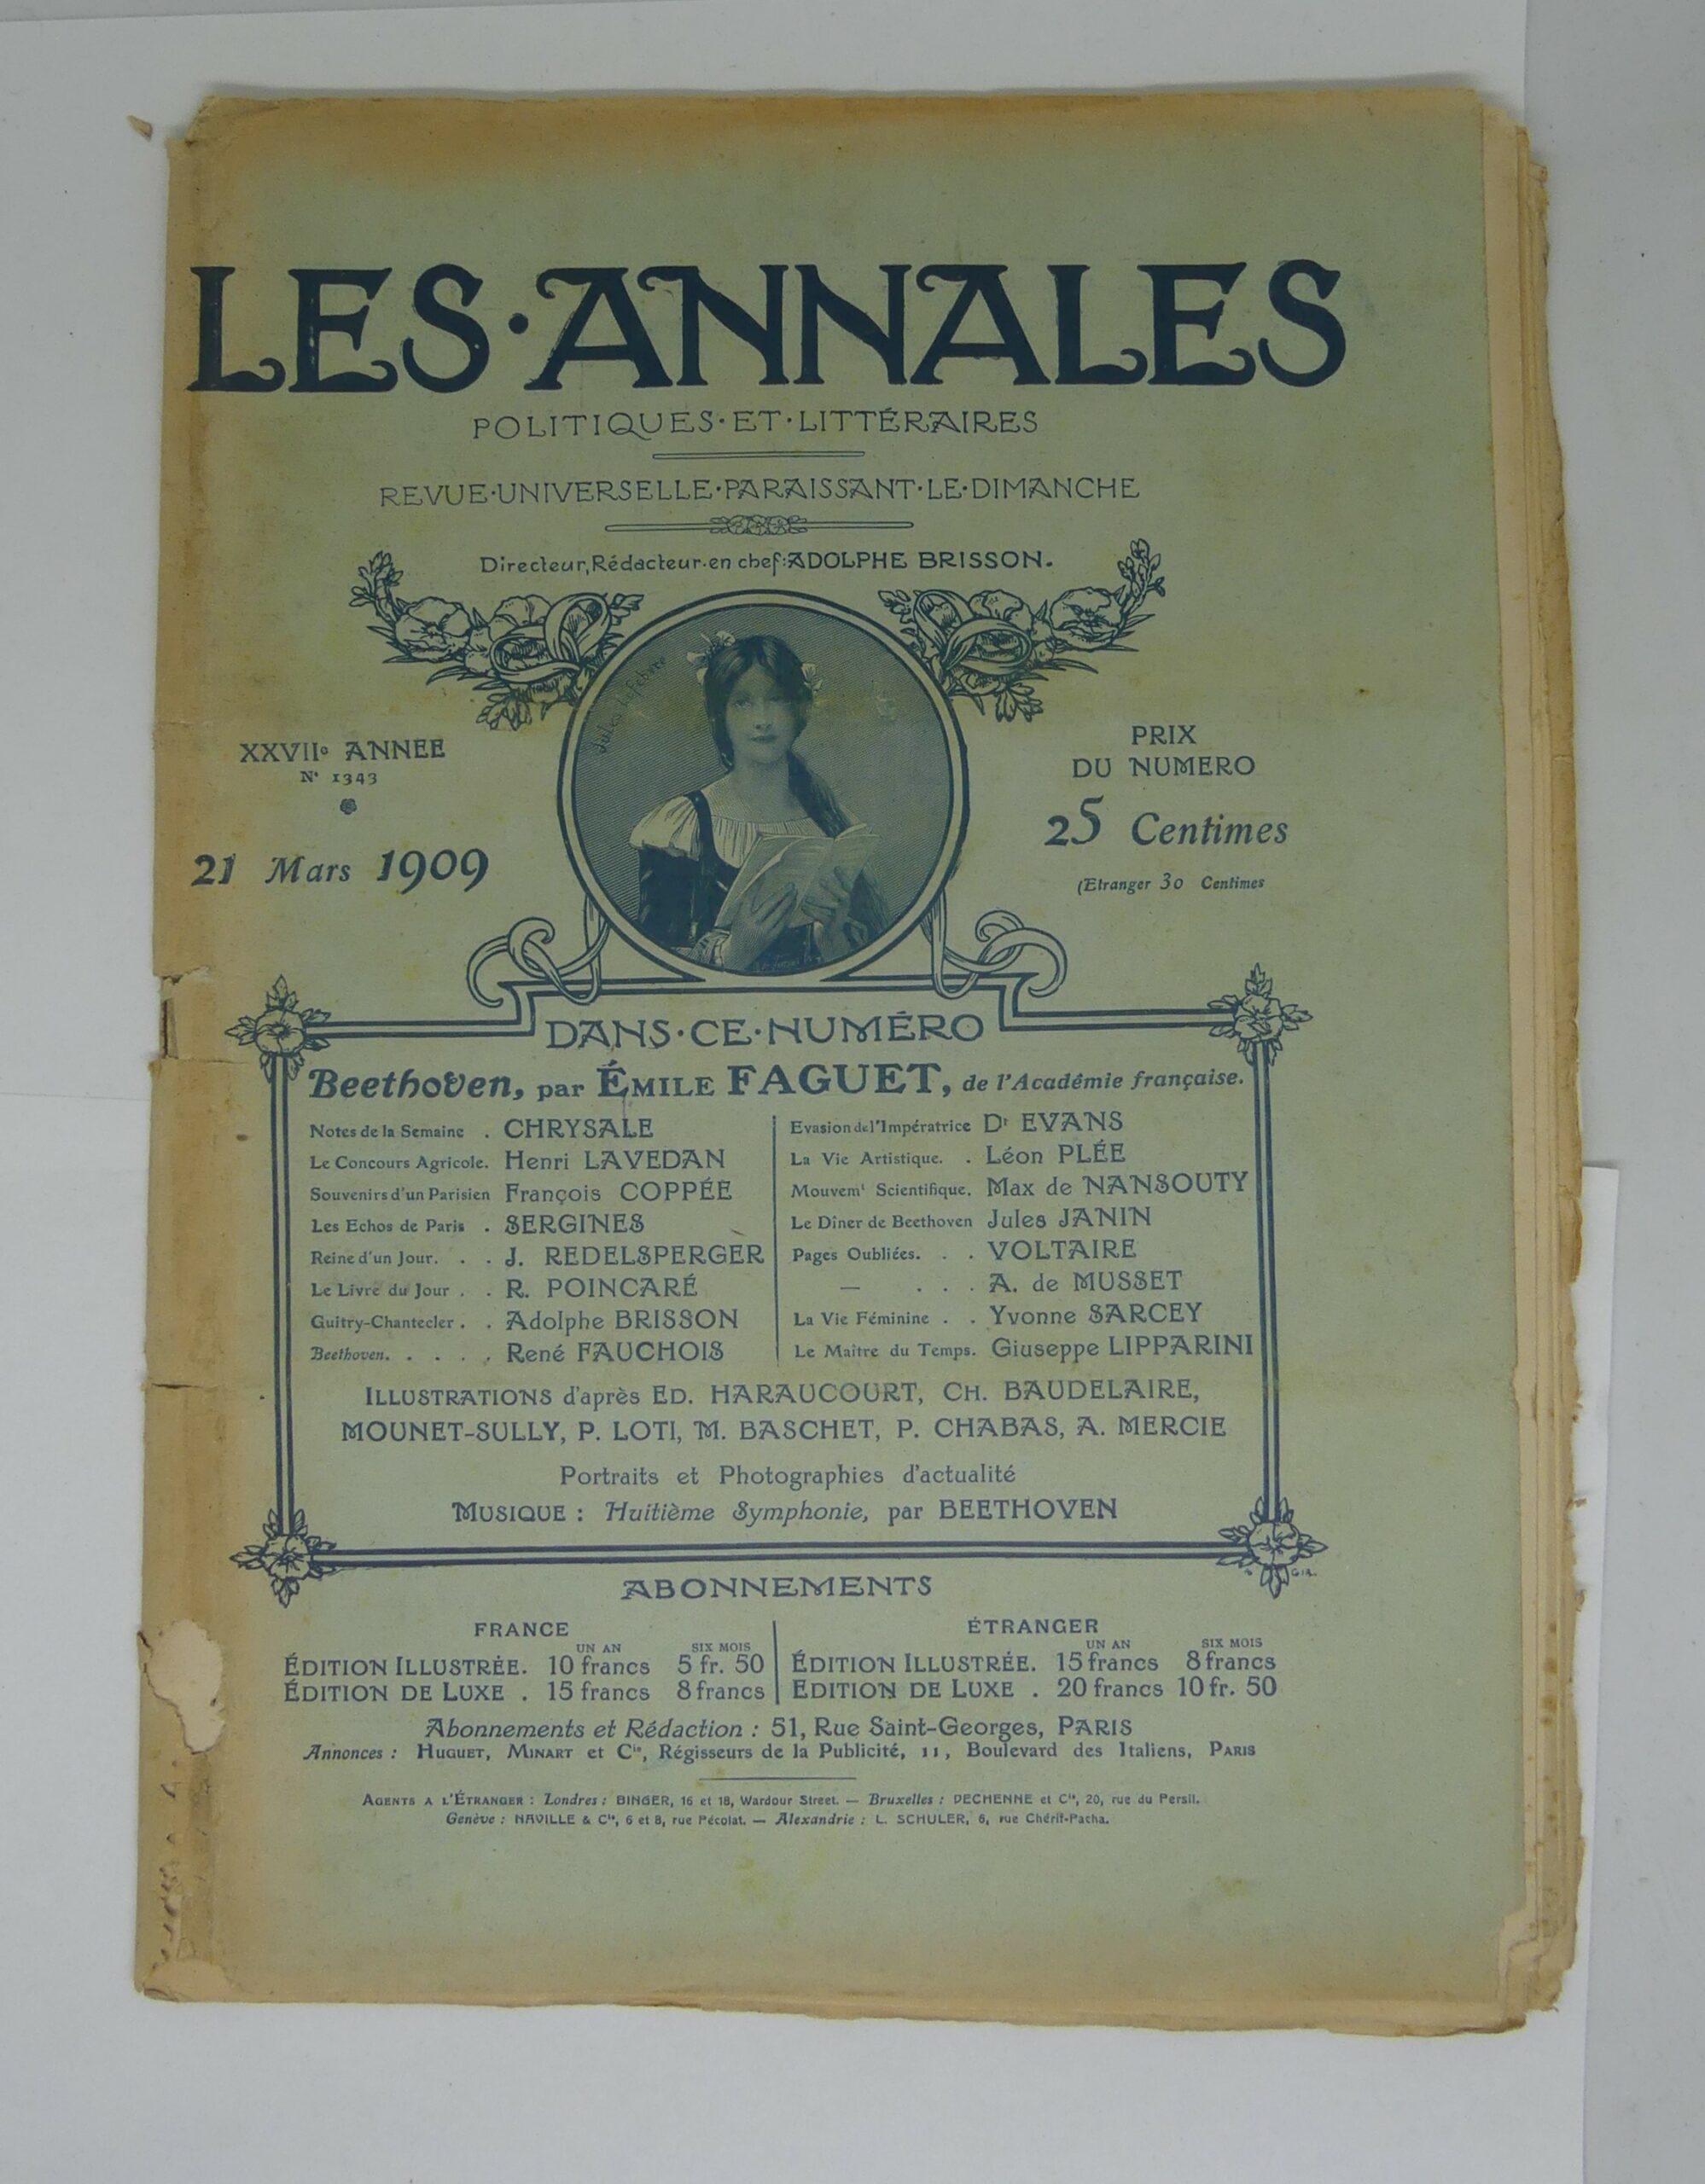 LES·ANNALES
POLITIQUES·ET·LITTÉRAIRES
REVUE·UNIVERSELLE·PARAISSANT·LE·DIMANCHE
Directeur, Rédacteur-en chef: ADOLPHE BRISSON.
Jules Lefebvre
XXVIIe ANNEE
N° 1343
21 Mars 1909
PRIX
DU NUMERO
25 Centimes
(Etranger 30 Centimes
DANS·CE·NUMÉRO
Beethoven, par ÉMILE FAGUET, de l'Académie française.
Notes de la Semaine . CHRYSALE
Le Concours Agricole. Henri LAVEDAN
Souvenirs d'un Parisien François COPPÉE
Les Echos de Paris . SERGINES
Reine d'un Jour. . . J. REDELSPERGER
Le Livre du Jour . . R. POINCARÉ
Guitry-Chantecler . . Adolphe BRISSON
Beethoven. . . . . René FAUCHOIS
Evasion de l'Impératrice Dr EVANS
La Vie Artistique. . Léon PLÉE
Mouvemt Scientifique. Max de NANSOUTY
Le Dîner de Beethoven Jules JANIN
Pages Oubliées. . . VOLTAIRE
— . . . A. de MUSSET
La Vie Féminine . . Yvonne SARCEY
Le Maître du Temps. Giuseppe LIPPARINI
ILLUSTRATIONS d'après ED. HARAUCOURT, CH. BAUDELAIRE,
MOUNET-SULLY, P. LOTI, M. BASCHET, P. CHABAS, A. MERCIE
Portraits et Photographies d'actualité
MUSIQUE : Huitième Symphonie, par BEETHOVEN
GIR.
ABONNEMENTS
FRANCE
UN AN SIX MOIS
ÉDITION ILLUSTRÉE. 10 francs 5 fr. 50
ÉDITION DE LUXE . 15 francs 8 francs
ÉTRANGER
UN AN SIX MOIS
ÉDITION ILLUSTRÉE. 15 francs 8 francs
EDITION DE LUXE . 20 francs 10 fr. 50
Abonnements et Rédaction : 51, Rue Saint-Georges, PARIS
Annonces : HUGUET, MINART et Cie, Régisseurs de la Publicité, 11, Boulevard des Italiens, PARIS
AGENTS A L'ÉTRANGER : Londres : BINGER, 16 et 18, Wardour Street. — Bruxelles : DECHENNE et Cie, 20, rue du Persil.
Genève : NAVILLE & Cie, 6 et 8, rue Pécolat. — Alexandrie : L. SCHULER, 6, rue Chérif-Pacha.